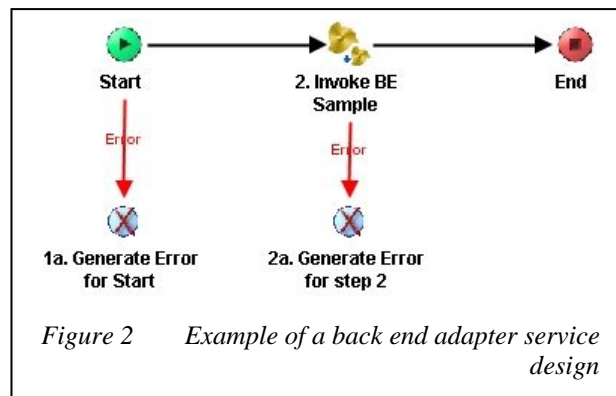 Start
2. Invoke BE
Sample
End
Error
Error
1a. Generate Error
for Start
2a. Generate Error
for step 2
Figure 2 Example of a back end adapter service
design